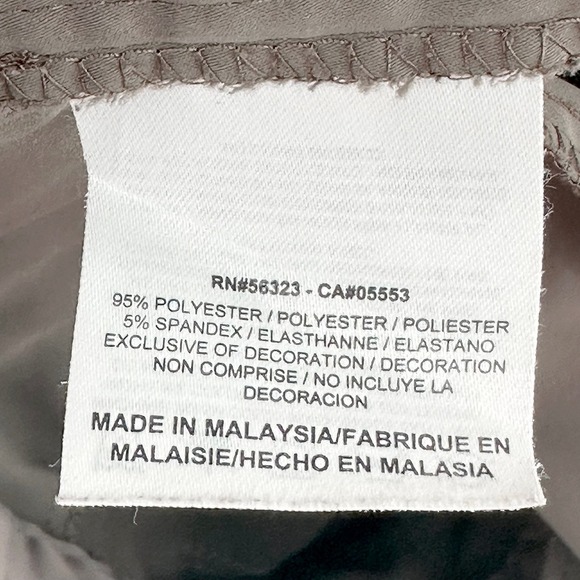 RN#56323 - CA#05553
95% POLYESTER / POLYESTER / POLIESTER
5% SPANDEX / ELASTHANNE / ELASTANO
EXCLUSIVE OF DECORATION / DECORATION
NON COMPRISE / NO INCLUYE LA
DECORACION
MADE IN MALAYSIA/FABRIQUE EN
MALAISIE/HECHO EN MALASIA